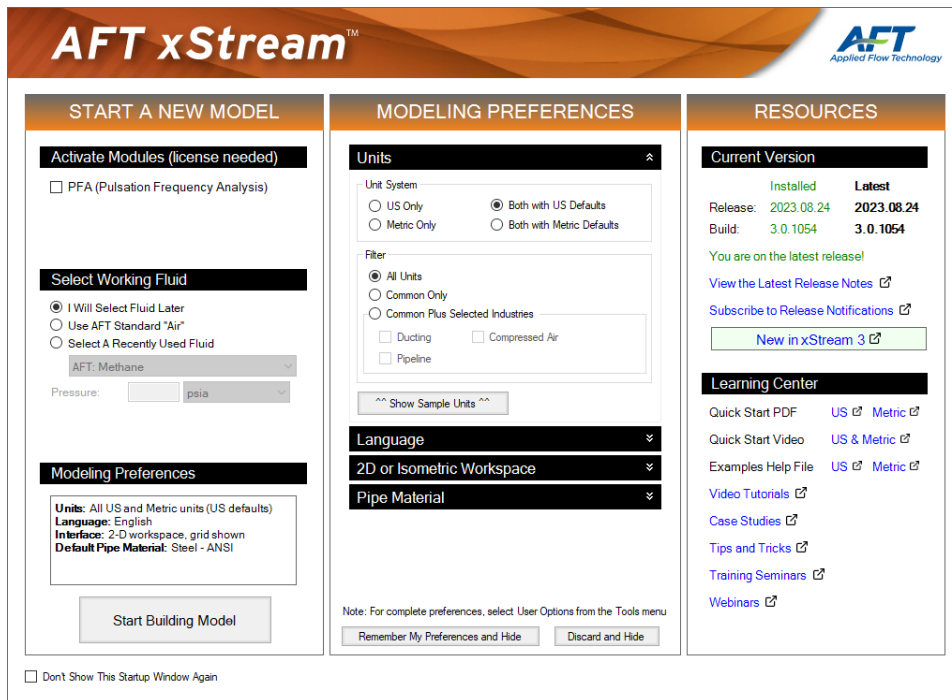 AFT xStream™
AFT
Applied Flow Technology
START A NEW MODEL
Activate Modules (license needed)
PFA (Pulsation Frequency Analysis)
Select Working Fluid
I Will Select Fluid Later
Use AFT Standard "Air"
Select A Recently Used Fluid
AFT: Methane
Pressure: psia
Modeling Preferences
Units: All US and Metric units (US defaults)
Language: English
Interface: 2-D workspace, grid shown
Default Pipe Material: Steel - ANSI
Start Building Model
Don't Show This Startup Window Again
MODELING PREFERENCES
Units
Unit System
US Only Both with US Defaults
Metric Only Both with Metric Defaults
Filter
All Units
Common Only
Common Plus Selected Industries
Ducting Compressed Air
Pipeline
^^ Show Sample Units ^^
Language
2D or Isometric Workspace
Pipe Material
Note: For complete preferences, select User Options from the Tools menu
Remember My Preferences and Hide Discard and Hide
RESOURCES
Current Version
Installed Latest
Release: 2023.08.24 2023.08.24
Build: 3.0.1054 3.0.1054
You are on the latest release!
View the Latest Release Notes
Subscribe to Release Notifications
New in xStream 3
Learning Center
Quick Start PDF US Metric
Quick Start Video US & Metric
Examples Help File US Metric
Video Tutorials
Case Studies
Tips and Tricks
Training Seminars
Webinars